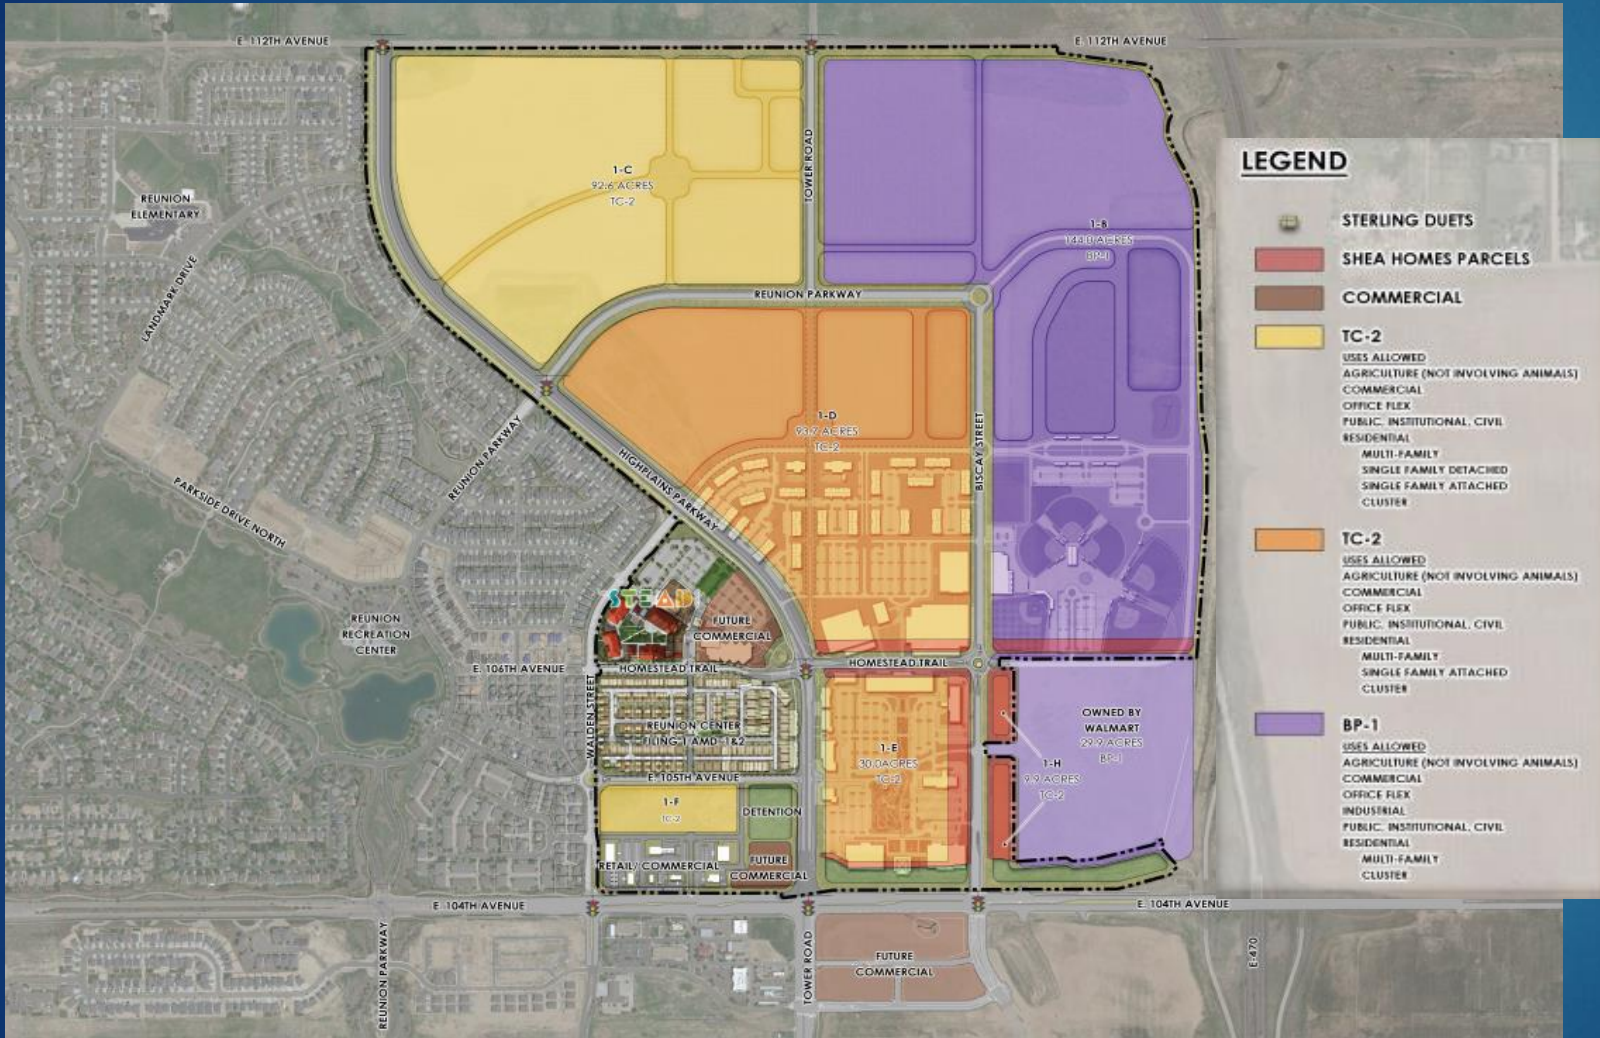 E. 112TH AVENUE
E. 112TH AVENUE
TOWER ROAD
1-C
92.6 ACRES
TC-2
REUNION
ELEMENTARY
LANDMARK DRIVE
1-B
144.0 ACRES
BP-1
REUNION PARKWAY
1-D
93.9 ACRES
TC-2
BISCAY STREET
REUNION PARKWAY
HIGHPLAINS PARKWAY
PARKSIDE DRIVE NORTH
STEAD
FUTURE
COMMERCIAL
REUNION
RECREATION
CENTER
E. 106TH AVENUE
HOMESTEAD TRAIL
HOMESTEAD TRAIL
WALDEN STREET
REUNION CENTER
FILING 1 AMD 1&2
E. 105TH AVENUE
1-E
30.0ACRES
TC-2
OWNED BY
WALMART
29.9 ACRES
BP-1
1-H
9.9 ACRES
TC-2
1-F
TC-2
DETENTION
RETAIL/ COMMERCIAL
FUTURE
COMMERCIAL
E. 104TH AVENUE
E. 104TH AVENUE
REUNION PARKWAY
TOWER ROAD
FUTURE
COMMERCIAL
E-470
LEGEND
STERLING DUETS
SHEA HOMES PARCELS
COMMERCIAL
TC-2
USES ALLOWED
AGRICULTURE (NOT INVOLVING ANIMALS)
COMMERCIAL
OFFICE FLEX
PUBLIC, INSTITUTIONAL, CIVIL
RESIDENTIAL
MULTI-FAMILY
SINGLE FAMILY DETACHED
SINGLE FAMILY ATTACHED
CLUSTER
TC-2
USES ALLOWED
AGRICULTURE (NOT INVOLVING ANIMALS)
COMMERCIAL
OFFICE FLEX
PUBLIC, INSTITUTIONAL, CIVIL
RESIDENTIAL
MULTI-FAMILY
SINGLE FAMILY ATTACHED
CLUSTER
BP-1
USES ALLOWED
AGRICULTURE (NOT INVOLVING ANIMALS)
COMMERCIAL
OFFICE FLEX
INDUSTRIAL
PUBLIC, INSTITUTIONAL, CIVIL
RESIDENTIAL
MULTI-FAMILY
CLUSTER